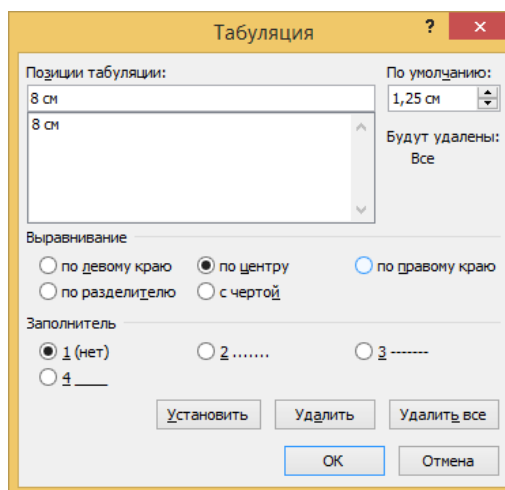 Табуляция ? ×
Позиции табуляции: По умолчанию:
8 см 1,25 см
8 см
Будут удалены:
Все
Выравнивание
по левому краю по центру по правому краю
по разделителю с чертой
Заполнитель
1 (нет) 2 ....... 3 -------
4 ____
Установить Удалить Удалить все
ОК Отмена